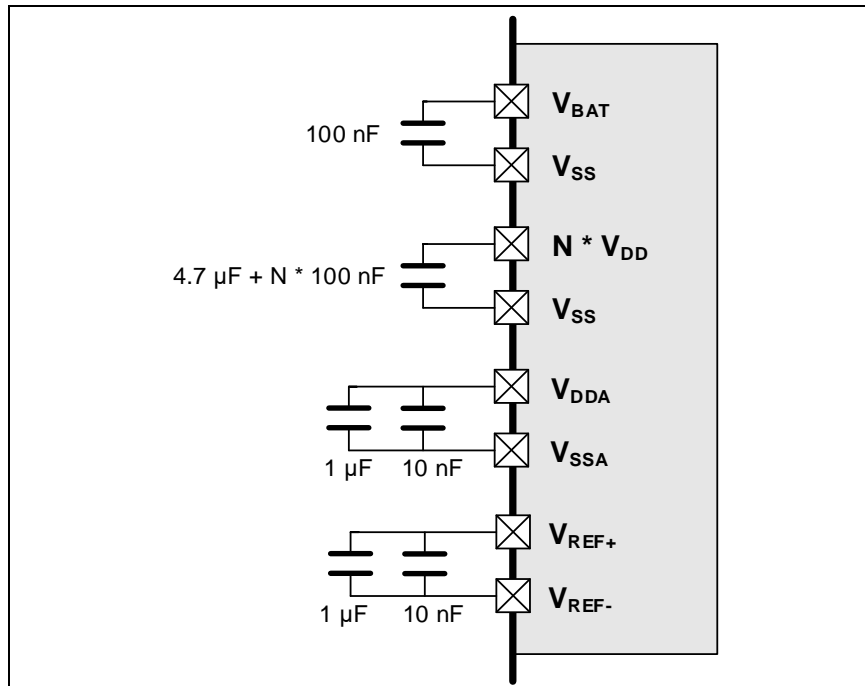 V_BAT
100 nF
V_SS
N * V_DD
4.7 µF + N * 100 nF
V_SS
V_DDA
1 µF 10 nF
V_SSA
V_REF+
1 µF 10 nF
V_REF-